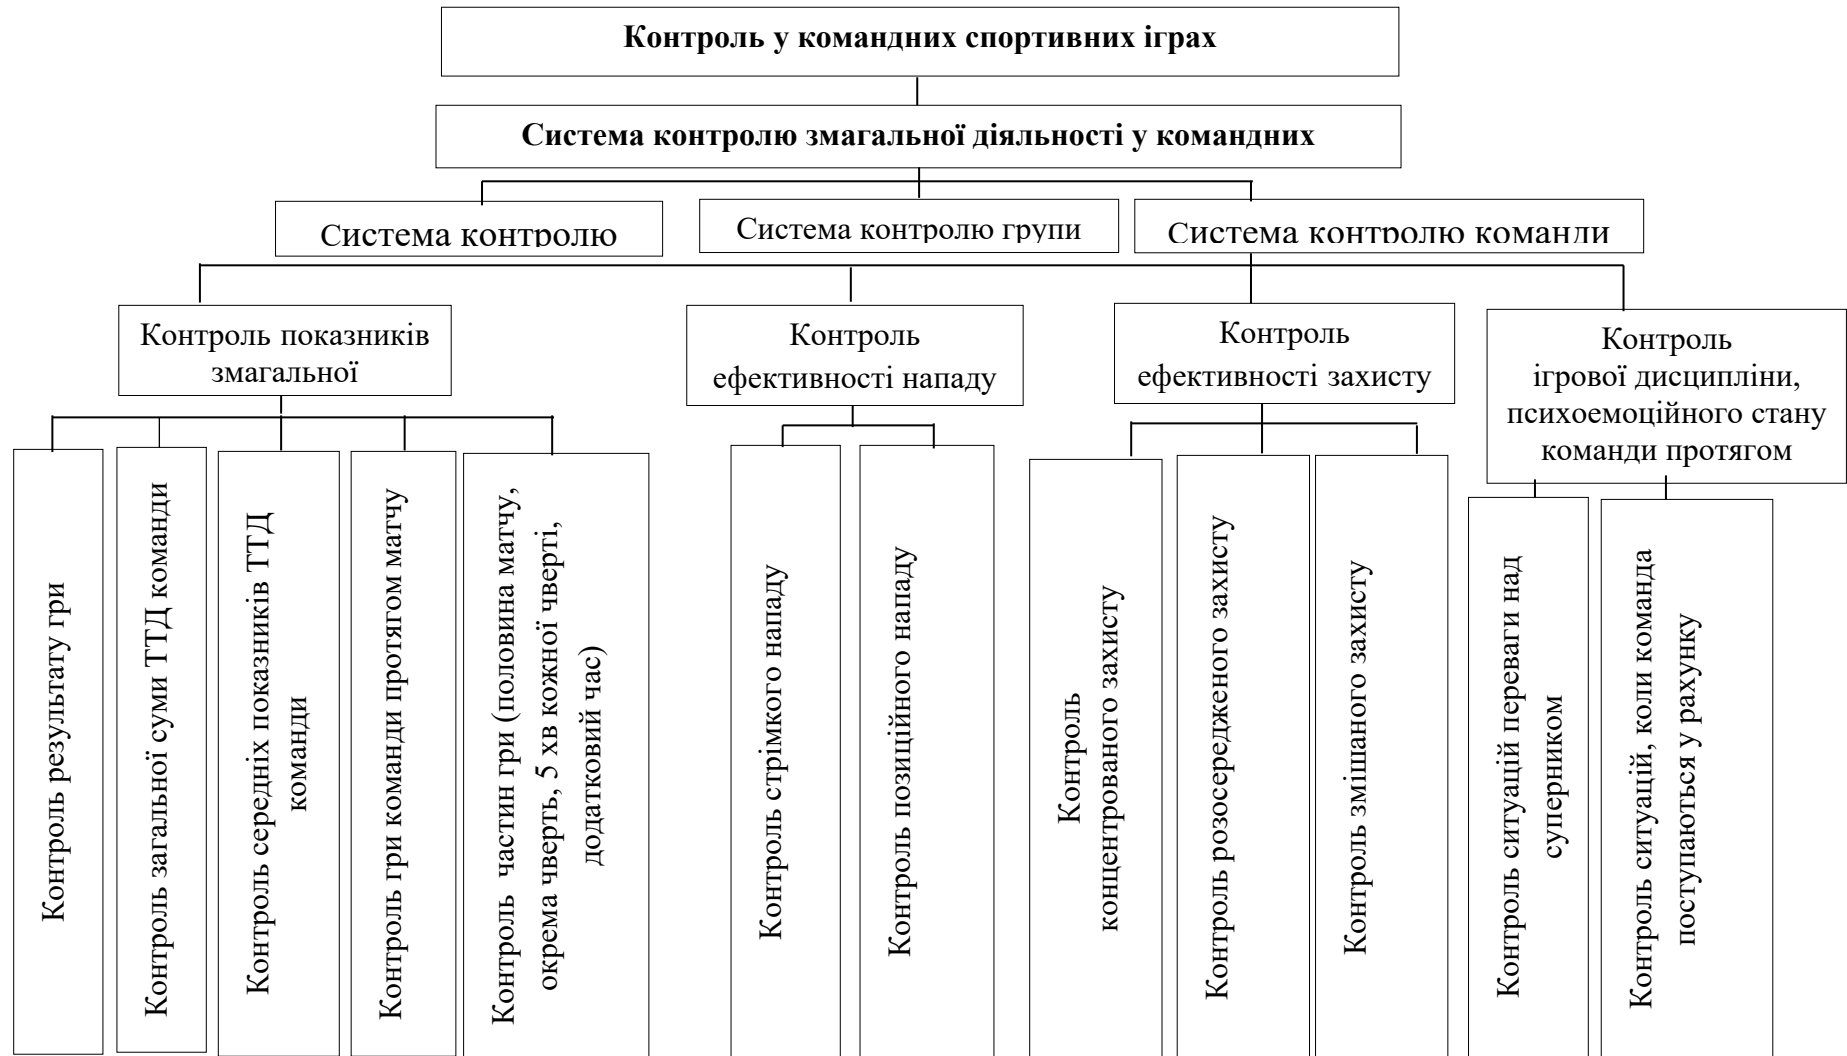 Контроль у командних спортивних іграх
Система контролю змагальної діяльності у командних
Система контролю
Система контролю групи
Система контролю команди
Контроль показників
змагальної
Контроль
ефективності нападу
Контроль
ефективності захисту
Контроль
ігрової дисципліни,
психоемоційного стану
команди протягом
Контроль результату гри
Контроль загальної суми ТТД команди
Контроль середніх показників ТТД
команди
Контроль гри команди протягом матчу
Контроль частин гри (половина матчу,
окрема чверть, 5 хв кожної чверті,
додатковий час)
Контроль стрімкого нападу
Контроль позиційного нападу
Контроль
концентрованого захисту
Контроль розосередженого захисту
Контроль змішаного захисту
Контроль ситуацій переваги над
суперником
Контроль ситуацій, коли команда
поступаються у рахунку